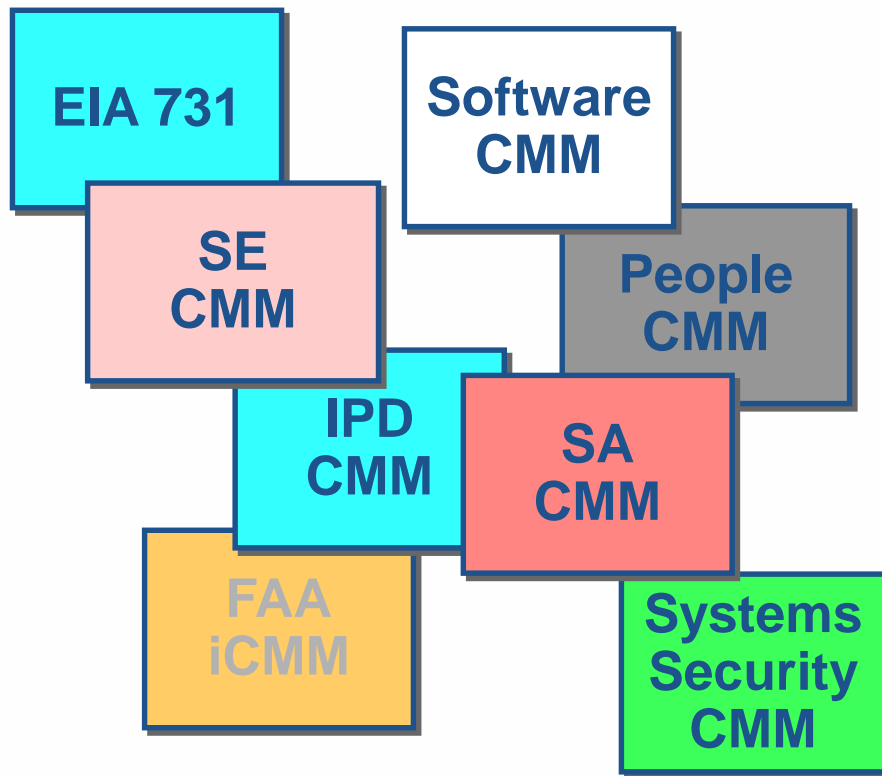 EIA 731
Software
CMM
SE
CMM
People
CMM
IPD
CMM
SA
CMM
FAA
iCMM
Systems
Security
CMM